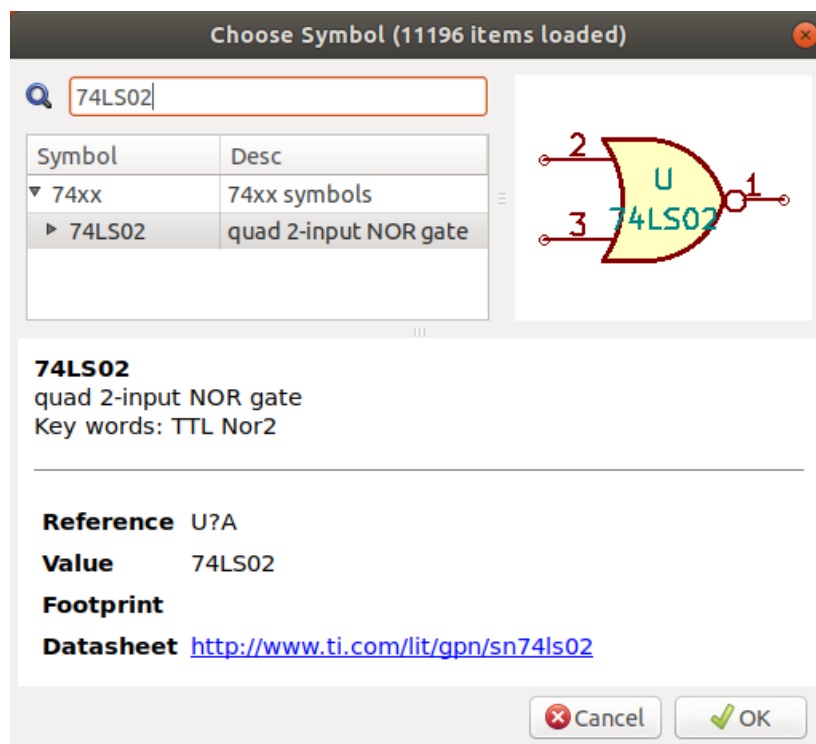 Choose Symbol (11196 items loaded)
74LS02
Symbol Desc
74xx 74xx symbols
74LS02 quad 2-input NOR gate
2
U
1
74LS02
3
74LS02
quad 2-input NOR gate
Key words: TTL Nor2
Reference U?A
Value 74LS02
Footprint
Datasheet http://www.ti.com/lit/gpn/sn74ls02
Cancel OK